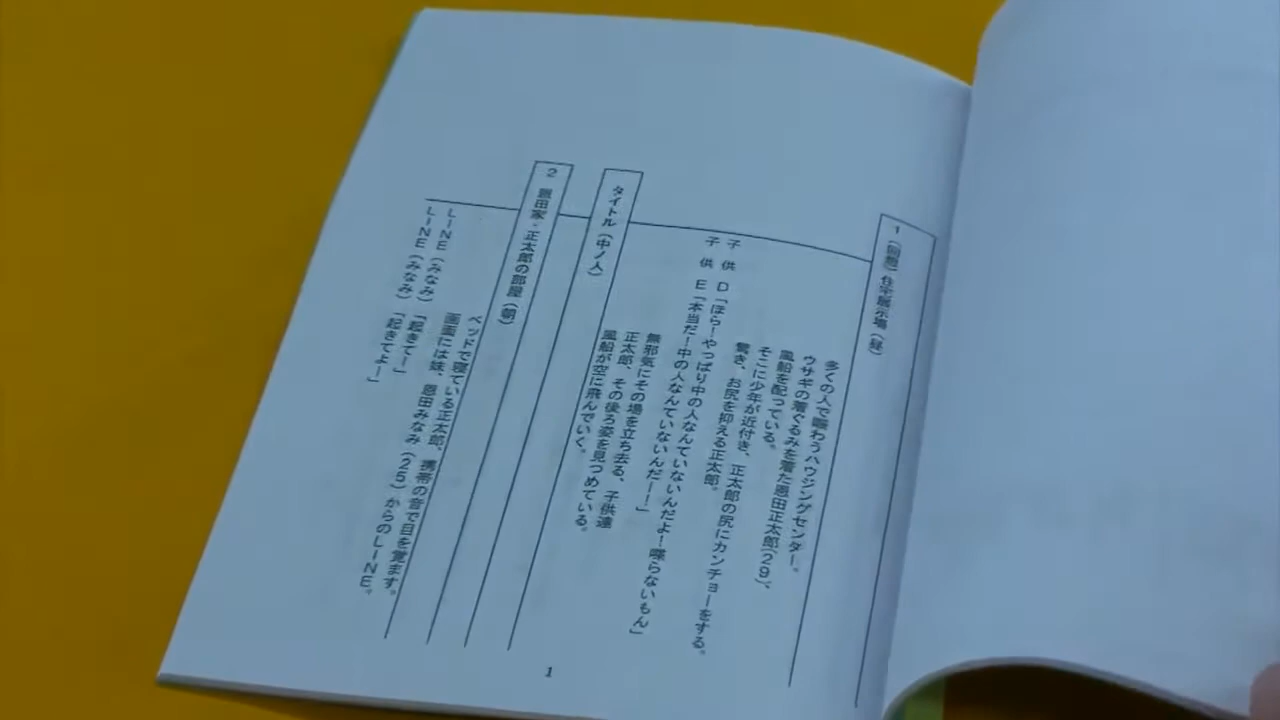 1 (回想)住宅展示場(昼)
多くの人で賑わうハウジングセンター。
ウサギの着ぐるみを着た恩田正太郎(29)、
風船を配っている。
そこに少年が近付き、正太郎の尻にカンチョーをする。
驚き、お尻を抑える正太郎。
子供D「ほら!やっぱり中の人なんていないんだよ!喋らないもん」
子供E「本当だ!中の人なんていないんだー!」
無邪気にその場を立ち去る、子供達
正太郎、その後ろ姿を見つめている。
風船が空に飛んでいく。
タイトル(中ノ人)
2 恩田家・正太郎の部屋(朝)
ベッドで寝ている正太郎、携帯の音で目を覚ます。
画面には妹、恩田みなみ(25)からのLINE。
LINE(みなみ)「起きてー」
LINE(みなみ)「起きてよー」
1